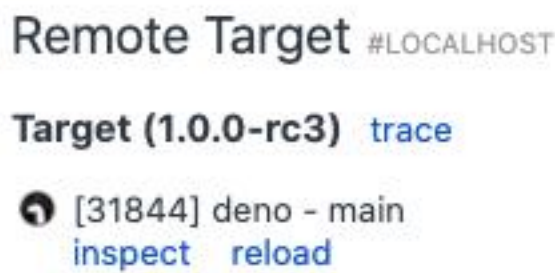 Remote Target #LOCALHOST
Target (1.0.0-rc3) trace
[31844] deno - main
inspect reload